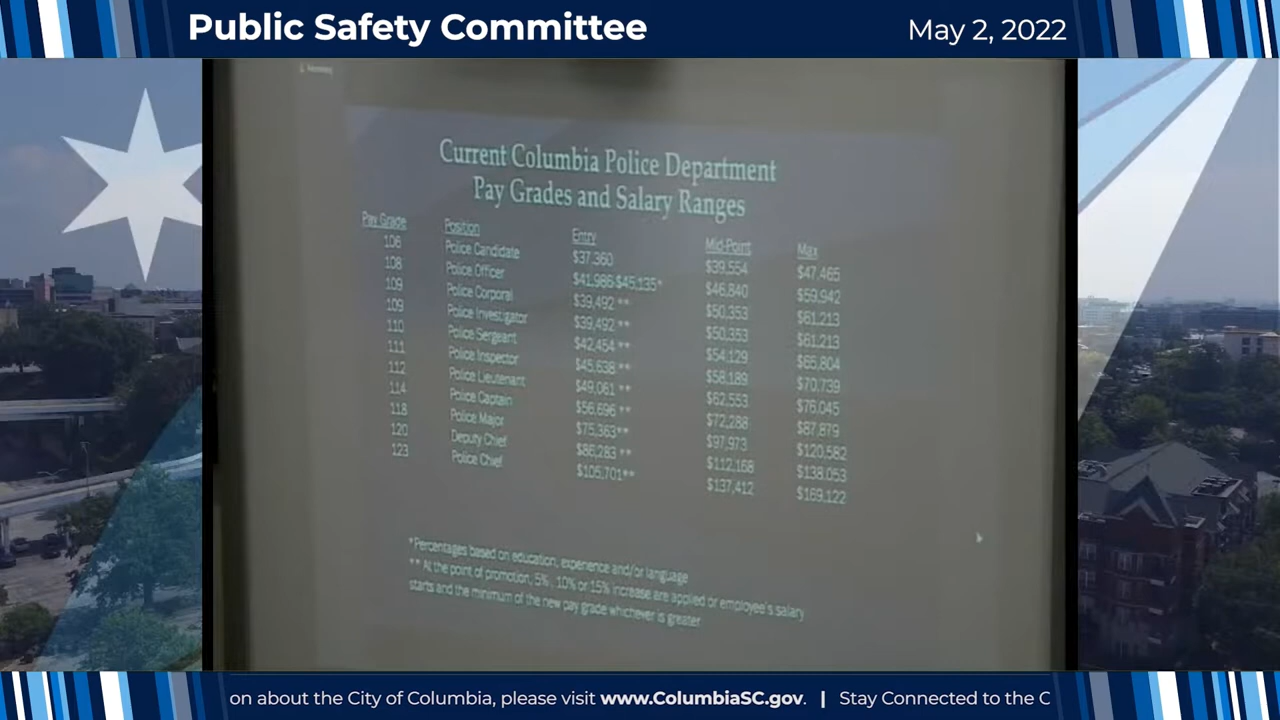 Public Safety Committee
May 2, 2022
Current Columbia Police Department
Pay Grades and Salary Ranges
Pay Grade Position Entry Mid-Point Max
106 Police Candidate $37,360 $39,554 $47,465
108 Police Officer $41,986-$45,135* $46,840 $59,942
109 Police Corporal $39,492 ** $50,353 $61,213
109 Police Investigator $39,492 ** $50,353 $61,213
110 Police Sergeant $42,454 ** $54,129 $65,804
111 Police Inspector $45,638 ** $58,189 $70,739
112 Police Lieutenant $49,061 ** $62,553 $76,045
114 Police Captain $56,696 ** $72,288 $87,879
118 Police Major $75,363** $97,973 $120,582
120 Deputy Chief $86,283 ** $112,168 $138,053
123 Police Chief $105,701** $137,412 $169,122
*Percentages based on education, experience and/or language
** At the point of promotion, 5% , 10% or 15% increase are applied or employee's salary
starts and the minimum of the new pay grade whichever is greater
on about the City of Columbia, please visit www.ColumbiaSC.gov. | Stay Connected to the C